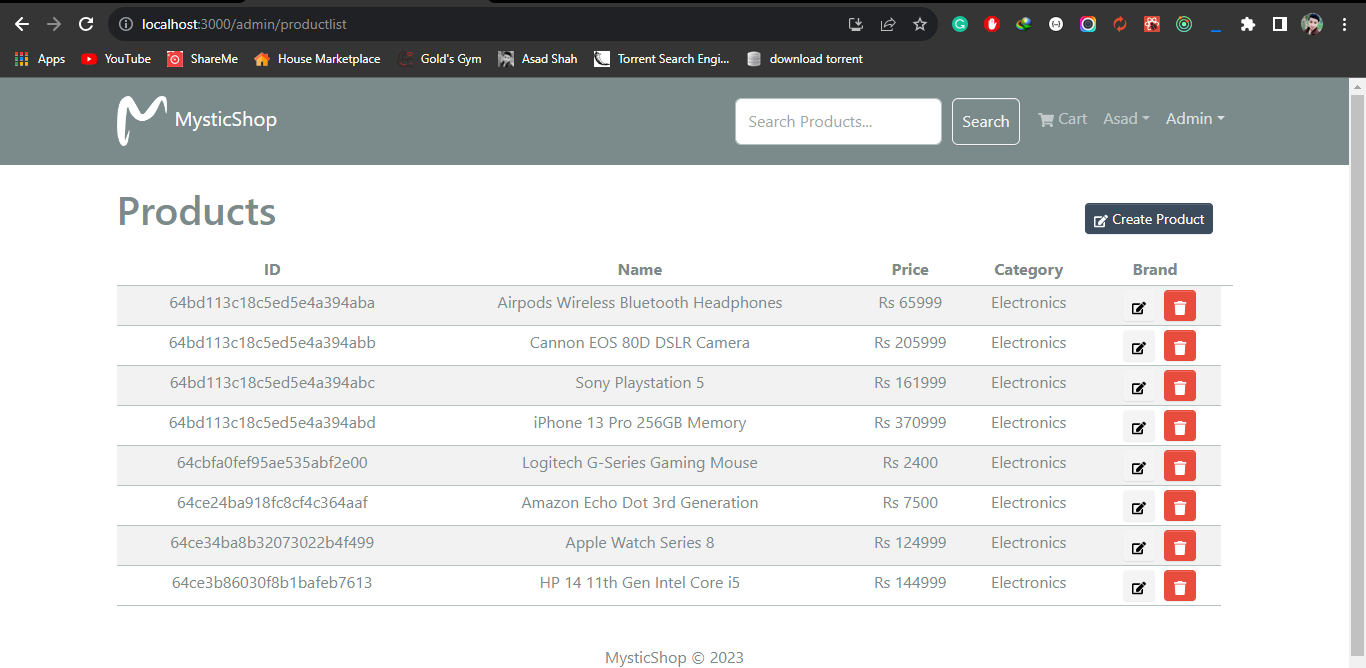 localhost:3000/admin/productlist
Apps YouTube ShareMe House Marketplace Gold's Gym Asad Shah Torrent Search Engi... download torrent
MysticShop Search Products... Search Cart Asad Admin
Products Create Product
ID Name Price Category Brand
64bd113c18c5ed5e4a394aba Airpods Wireless Bluetooth Headphones Rs 65999 Electronics
64bd113c18c5ed5e4a394abb Cannon EOS 80D DSLR Camera Rs 205999 Electronics
64bd113c18c5ed5e4a394abc Sony Playstation 5 Rs 161999 Electronics
64bd113c18c5ed5e4a394abd iPhone 13 Pro 256GB Memory Rs 370999 Electronics
64cbfa0fef95ae535abf2e00 Logitech G-Series Gaming Mouse Rs 2400 Electronics
64ce24ba918fc8cf4c364aaf Amazon Echo Dot 3rd Generation Rs 7500 Electronics
64ce34ba8b32073022b4f499 Apple Watch Series 8 Rs 124999 Electronics
64ce3b86030f8b1bafeb7613 HP 14 11th Gen Intel Core i5 Rs 144999 Electronics
MysticShop © 2023